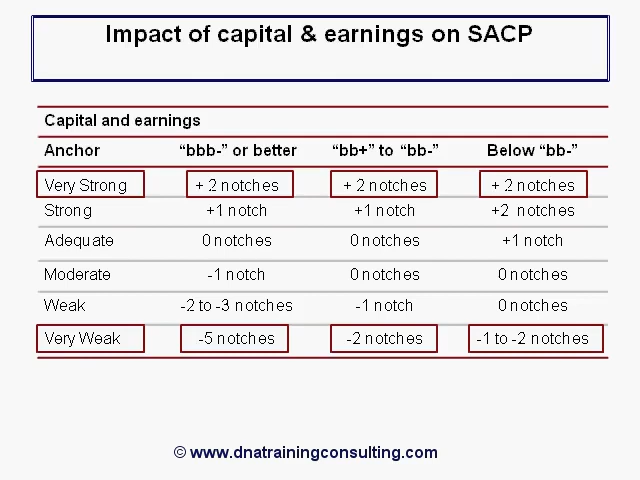 Impact of capital & earnings on SACP
Capital and earnings
Anchor "bbb-" or better "bb+" to "bb-" Below "bb-"
Very Strong + 2 notches + 2 notches + 2 notches
Strong +1 notch +1 notch +2 notches
Adequate 0 notches 0 notches +1 notch
Moderate -1 notch 0 notches 0 notches
Weak -2 to -3 notches -1 notch 0 notches
Very Weak -5 notches -2 notches -1 to -2 notches
© www.dnatrainingconsulting.com